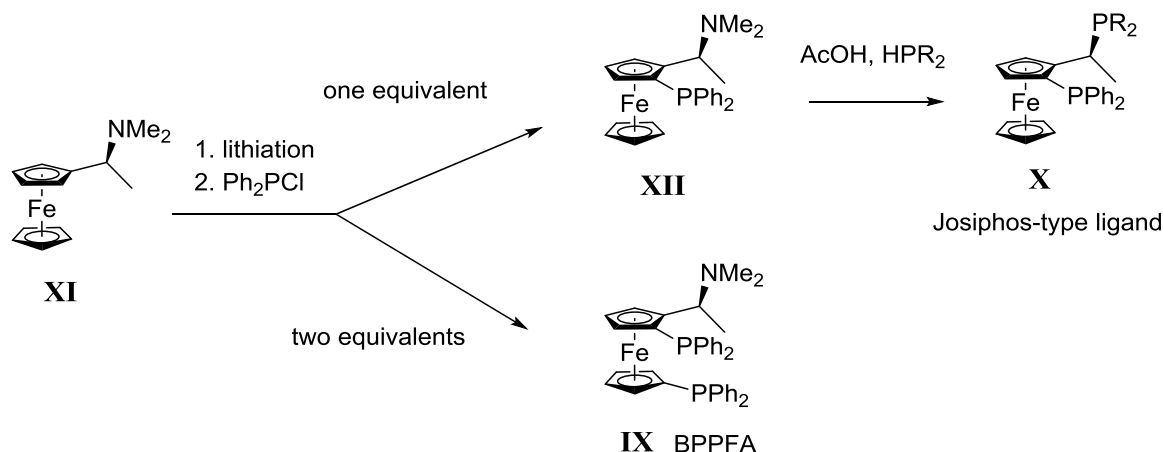 NMe₂
Fe
XI
1. lithiation
2. Ph₂PCl
one equivalent
two equivalents
NMe₂
PPh₂
Fe
XII
AcOH, HPR₂
PR₂
PPh₂
Fe
X
Josiphos-type ligand
NMe₂
PPh₂
Fe
PPh₂
IX BPPFA